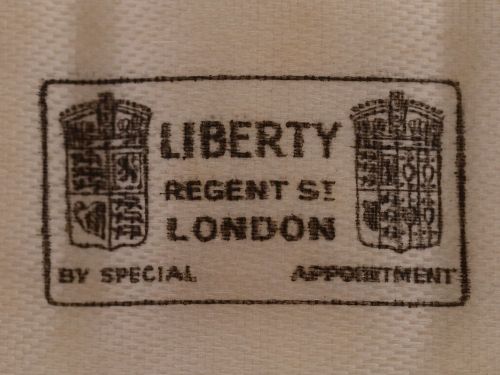 LIBERTY
REGENT ST
LONDON
BY SPECIAL APPOINTMENT